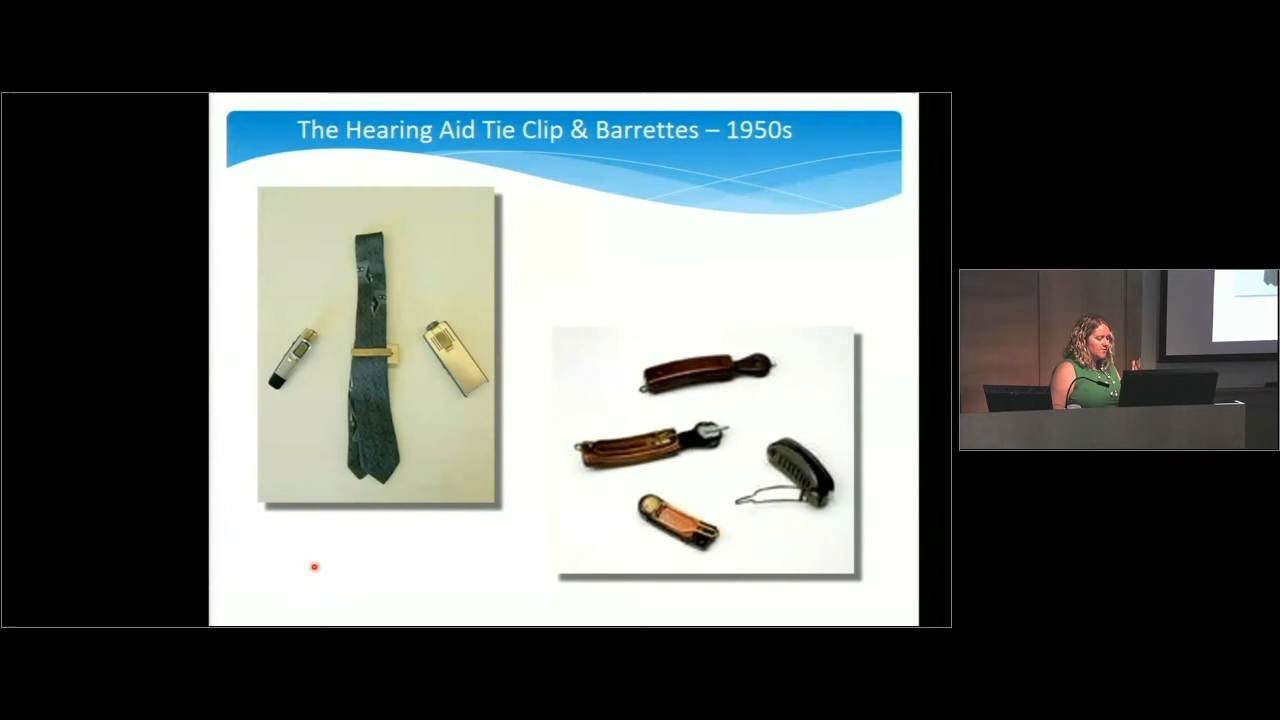 The Hearing Aid Tie Clip & Barrettes – 1950s